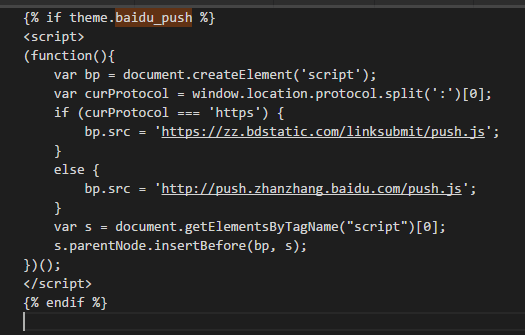 {% if theme.baidu_push %}
<script>
(function(){
    var bp = document.createElement('script');
    var curProtocol = window.location.protocol.split(':')[0];
    if (curProtocol === 'https') {
        bp.src = 'https://zz.bdstatic.com/linksubmit/push.js';
    }
    else {
        bp.src = 'http://push.zhanzhang.baidu.com/push.js';
    }
    var s = document.getElementsByTagName("script")[0];
    s.parentNode.insertBefore(bp, s);
})();
</script>
{% endif %}